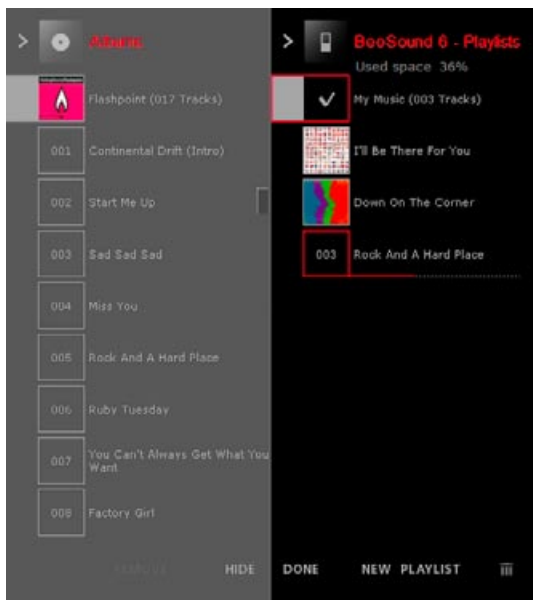 > Albums
Flashpoint (017 Tracks)
001 Continental Drift (Intro)
002 Start Me Up
003 Sad Sad Sad
004 Miss You
005 Rock And A Hard Place
006 Ruby Tuesday
007 You Can't Always Get What You
Want
008 Factory Girl
REMOVE HIDE
> BeoSound 6 - Playlists
Used space 36%
My Music (003 Tracks)
I'll Be There For You
Down On The Corner
003 Rock And A Hard Place
DONE NEW PLAYLIST